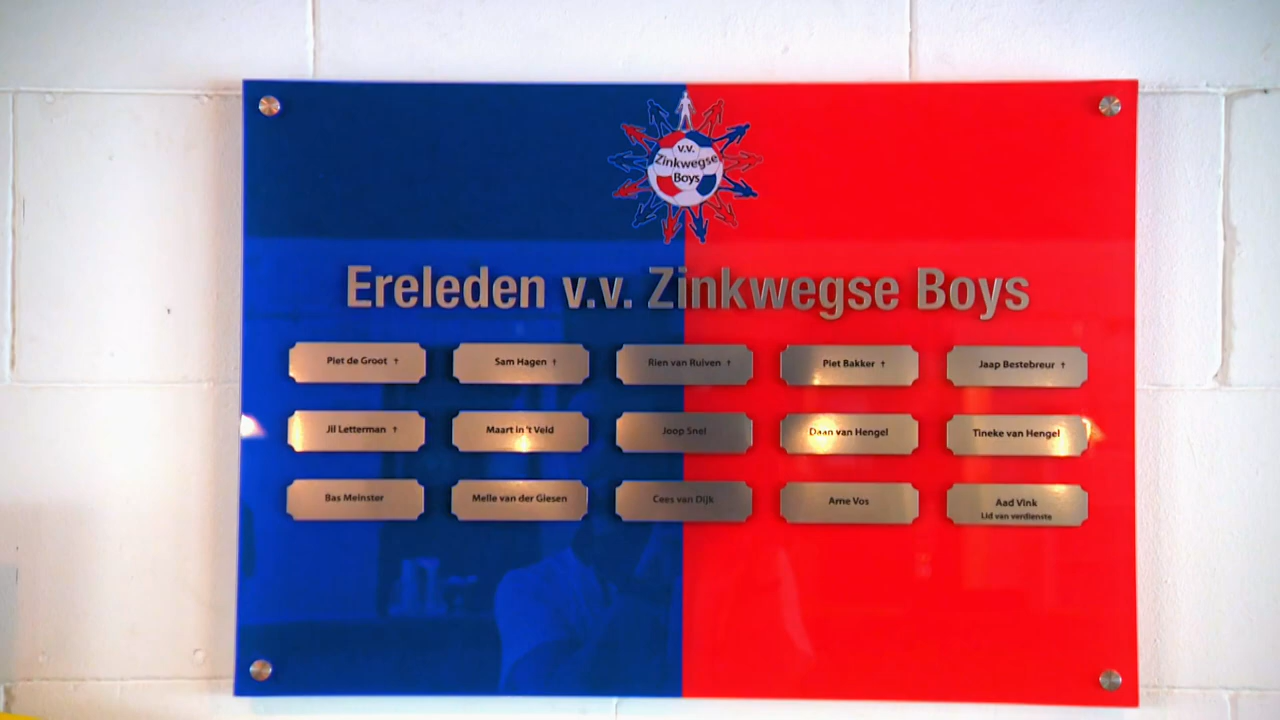 v.v.
Zinkwegse
Boys
Ereleden v.v. Zinkwegse Boys
Piet de Groot †
Sam Hagen †
Rien van Ruiven †
Piet Bakker †
Jaap Bestebreur †
Jil Letterman †
Maart in 't Veld
Joop Snel
Daan van Hengel
Tineke van Hengel
Bas Meinster
Melle van der Giesen
Cees van Dijk
Arne Vos
Aad Vink
Lid van verdienste